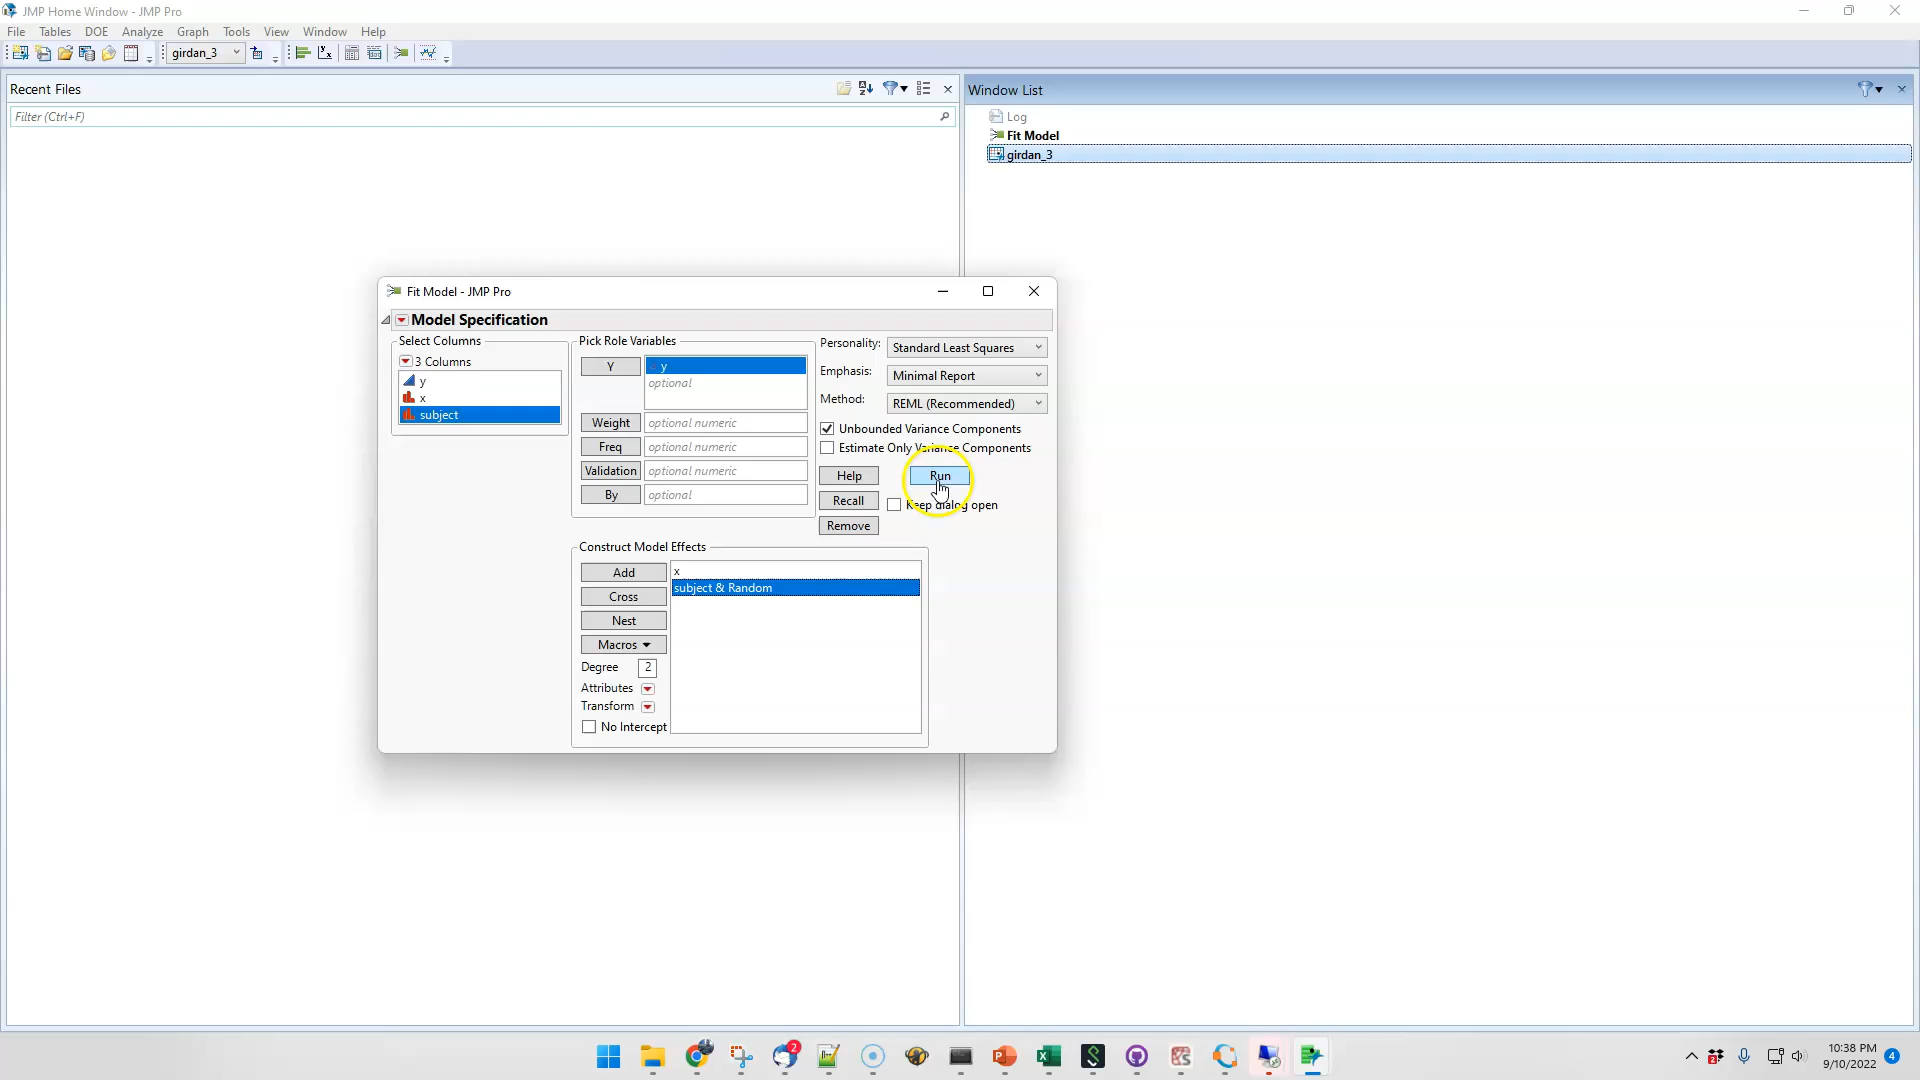 JMP Home Window - JMP Pro
File Tables DOE Analyze Graph Tools View Window Help
girdan_3
Recent Files
Filter (Ctrl+F)
Window List
Log
Fit Model
girdan_3
Fit Model - JMP Pro
Model Specification
Select Columns
3 Columns
y
x
subject
Pick Role Variables
Y
y
optional
Weight optional numeric
Freq optional numeric
Validation optional numeric
By optional
Personality: Standard Least Squares
Emphasis: Minimal Report
Method: REML (Recommended)
Unbounded Variance Components
Estimate Only Variance Components
Help Run
Recall Keep dialog open
Remove
Construct Model Effects
Add
Cross
Nest
Macros
Degree 2
Attributes
Transform
No Intercept
x
subject & Random
2
2
10:38 PM
9/10/2022
4